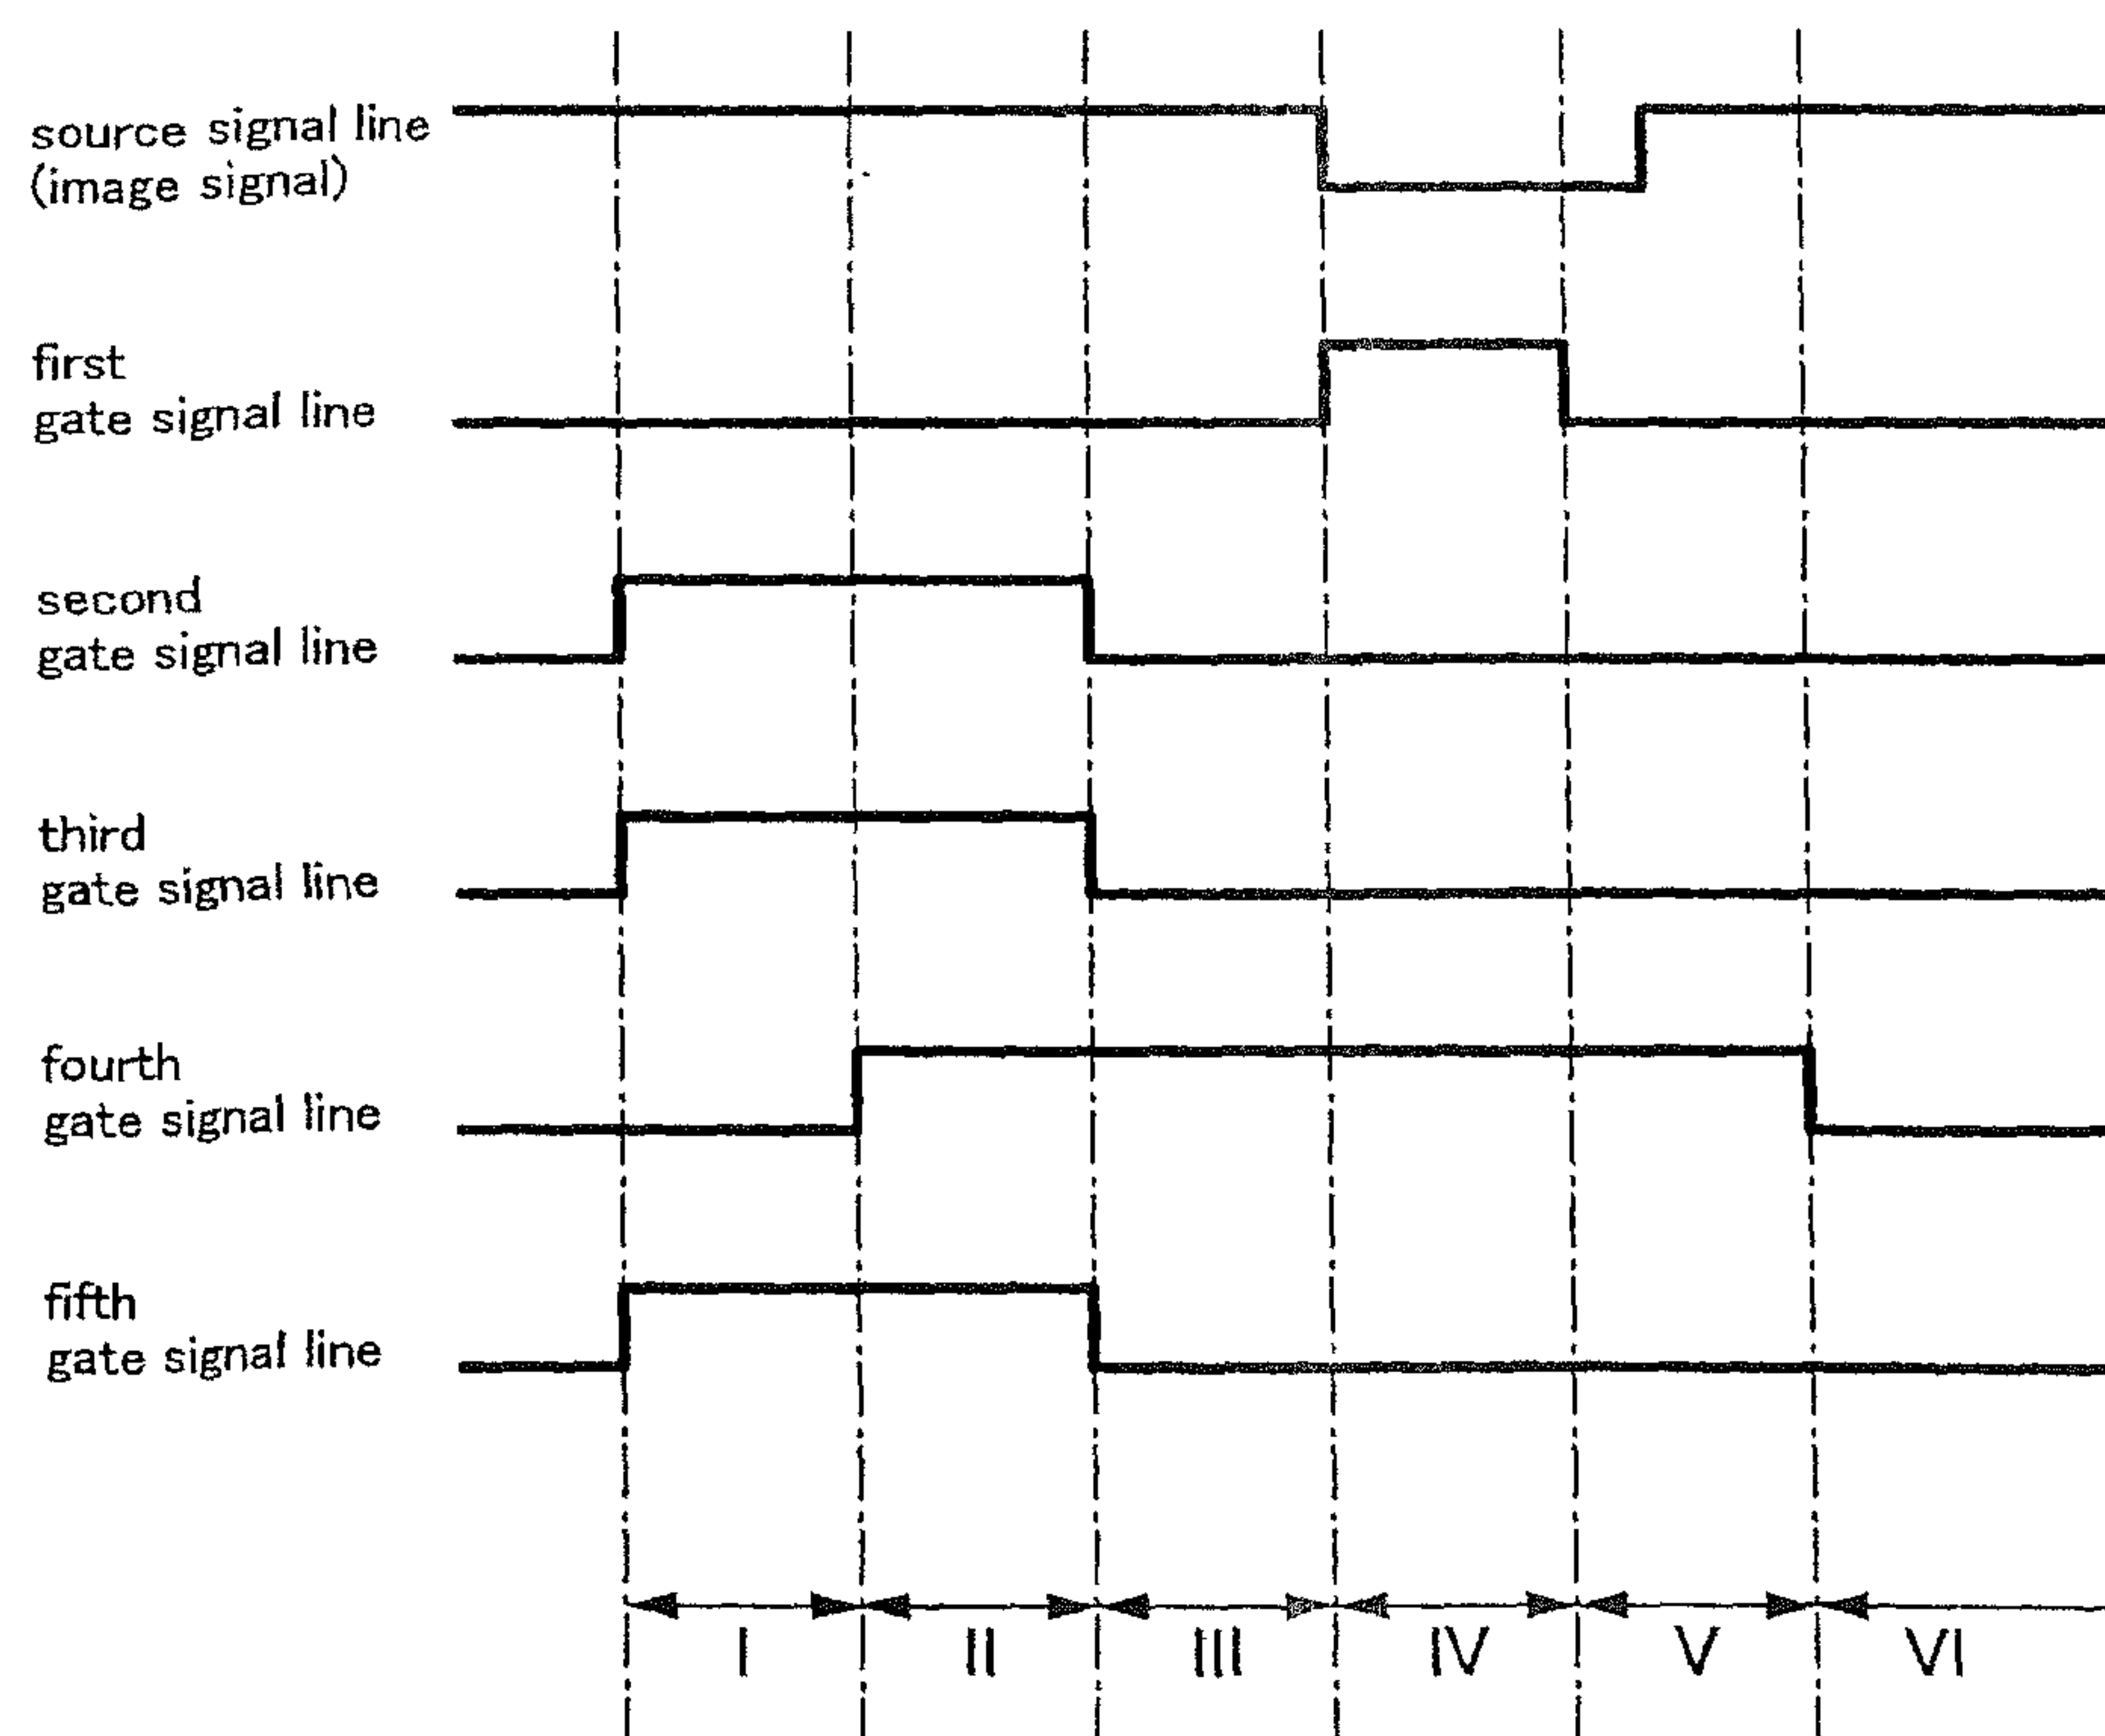 source signal line
(image signal)
first
gate signal line
second
gate signal line
third
gate signal line
fourth
gate signal line
fifth
gate signal line
I II III IV V VI